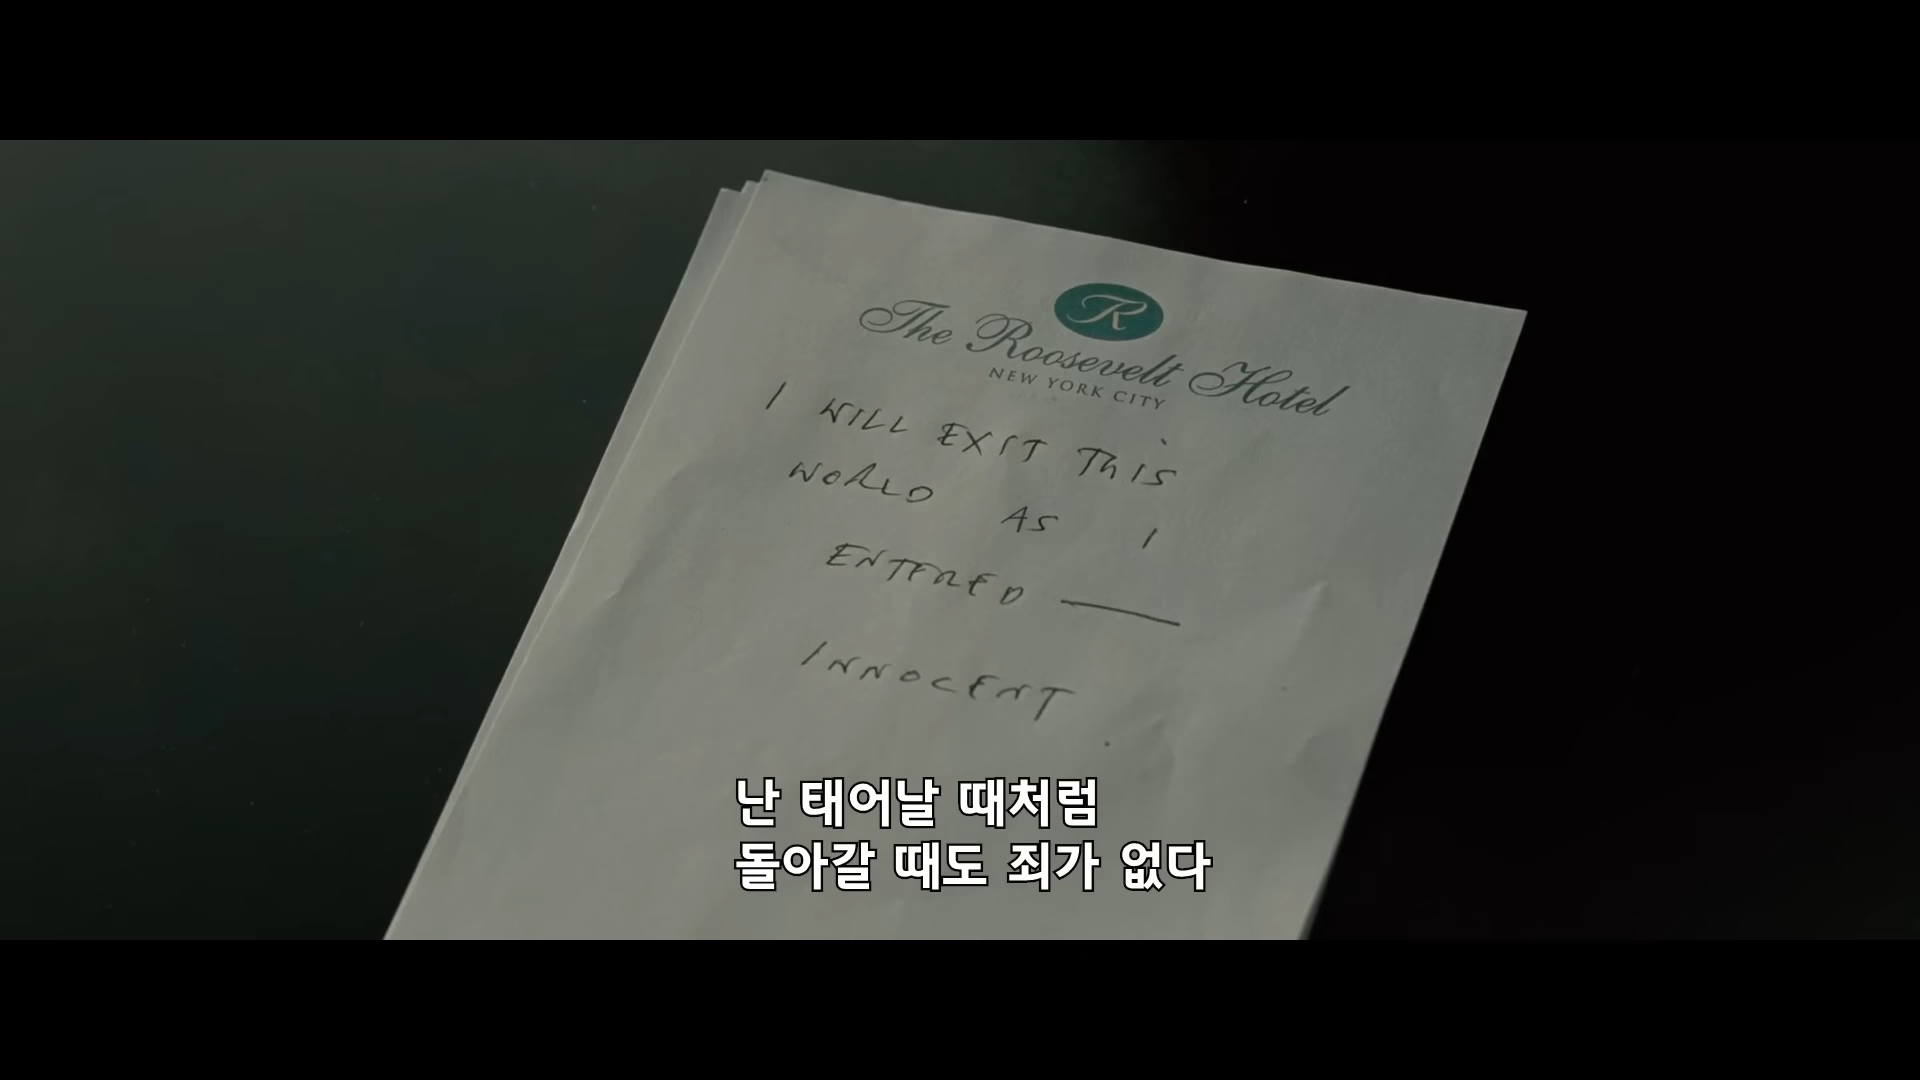 R
The Roosevelt Hotel
NEW YORK CITY
I WILL EXIT THIS
WORLD AS I
ENTERED —
INNOCENT
난 태어날 때처럼
돌아갈 때도 죄가 없다